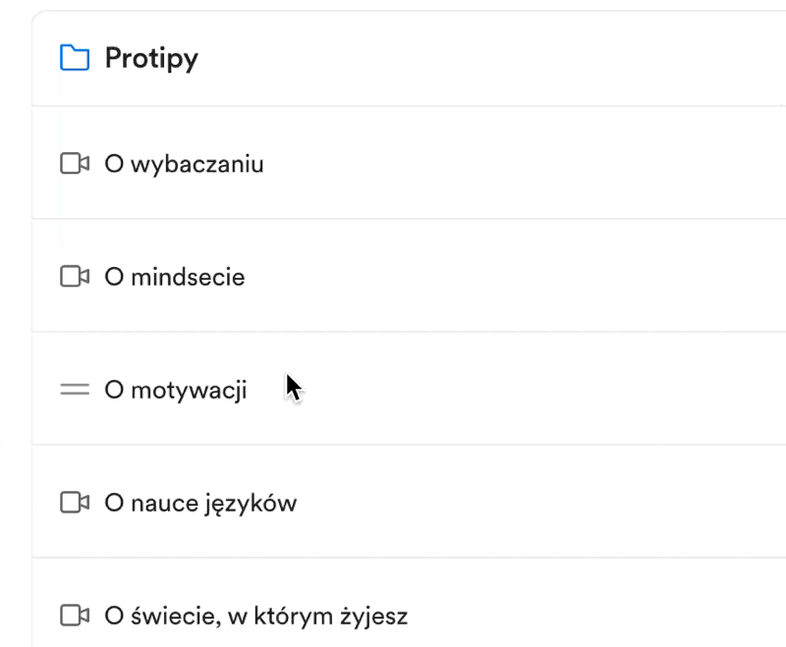 Protipy
O wybaczaniu
O mindsecie
O motywacji
O nauce języków
O świecie, w którym żyjesz